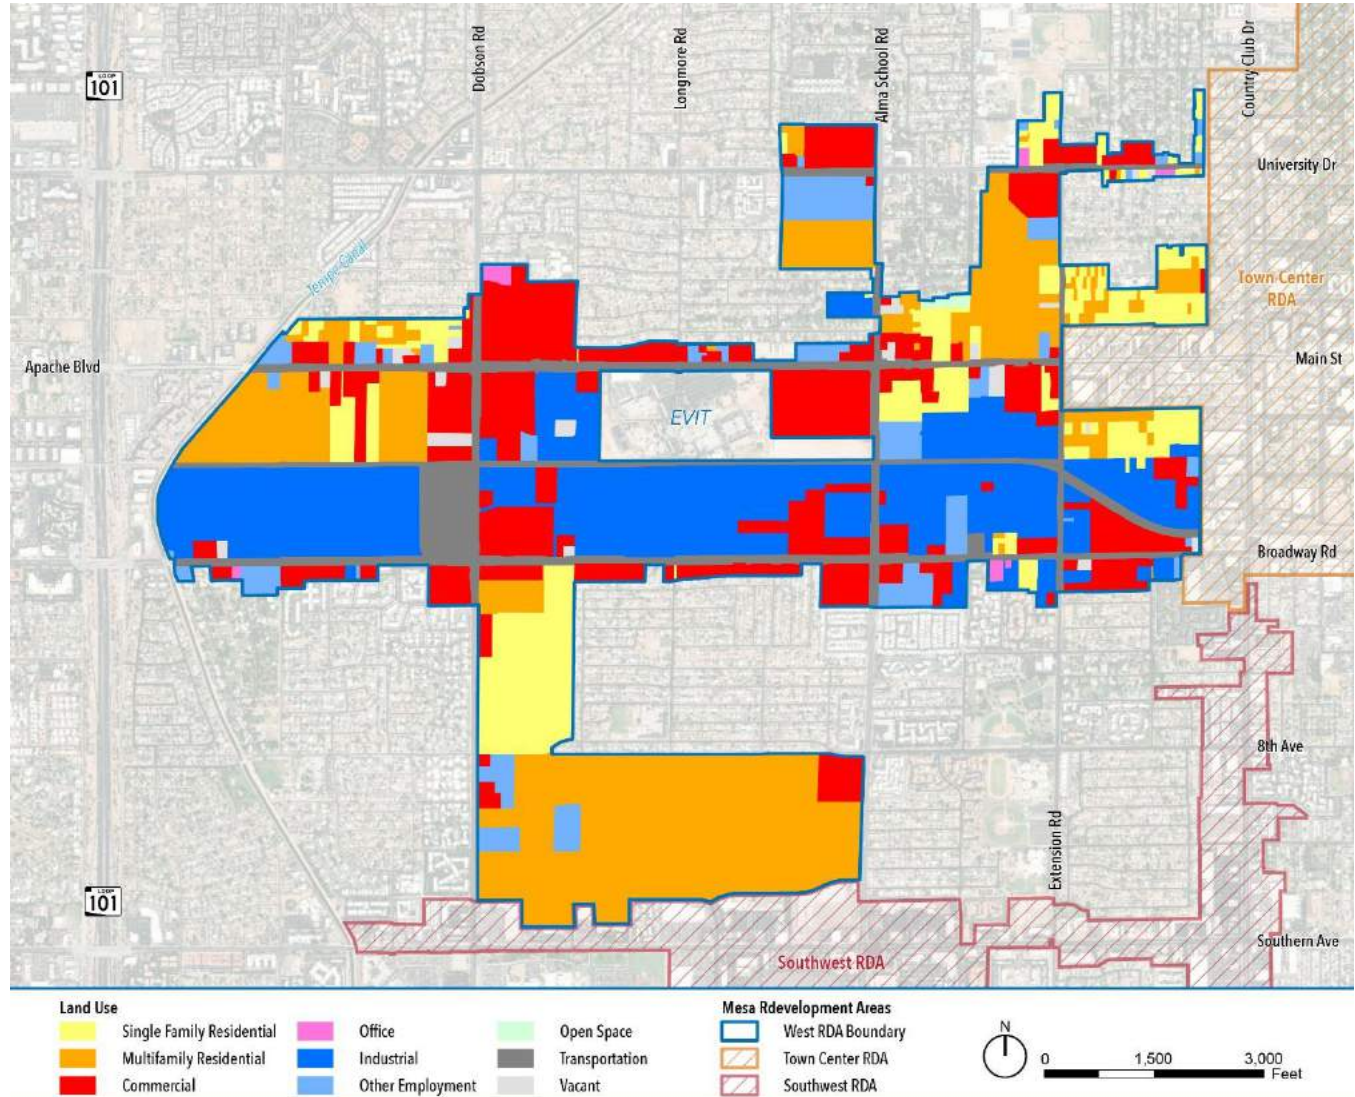 LOOP
101
Dobson Rd
Longmore Rd
Alma School Rd
Country Club Dr
University Dr
Tempe Canal
Town Center
RDA
Apache Blvd
Main St
EVIT
Broadway Rd
8th Ave
Extension Rd
LOOP
101
Southern Ave
Southwest RDA
Land Use
Single Family Residential
Multifamily Residential
Commercial
Office
Industrial
Other Employment
Open Space
Transportation
Vacant
Mesa Rdevelopment Areas
West RDA Boundary
Town Center RDA
Southwest RDA
N
0 1,500 3,000
Feet